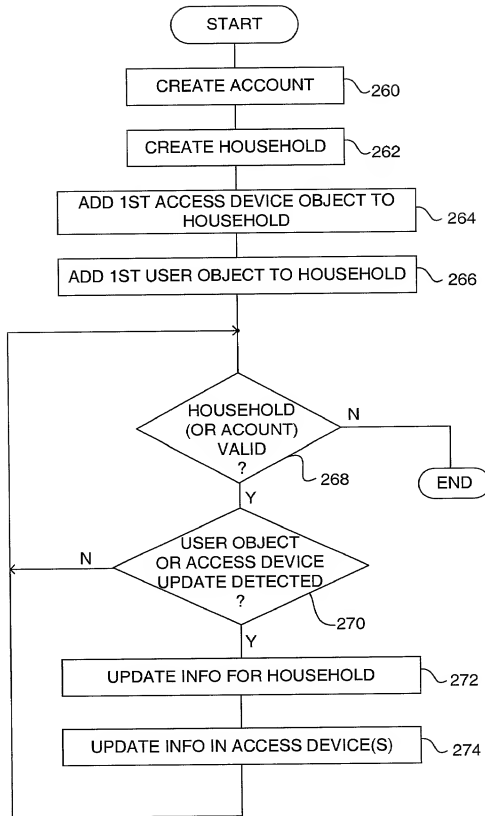 START
CREATE ACCOUNT
260
CREATE HOUSEHOLD
262
ADD 1ST ACCESS DEVICE OBJECT TO
HOUSEHOLD
264
ADD 1ST USER OBJECT TO HOUSEHOLD
266
HOUSEHOLD
(OR ACOUNT)
VALID
?
N
268
END
Y
USER OBJECT
OR ACCESS DEVICE
UPDATE DETECTED
?
N
270
Y
UPDATE INFO FOR HOUSEHOLD
272
UPDATE INFO IN ACCESS DEVICE(S)
274